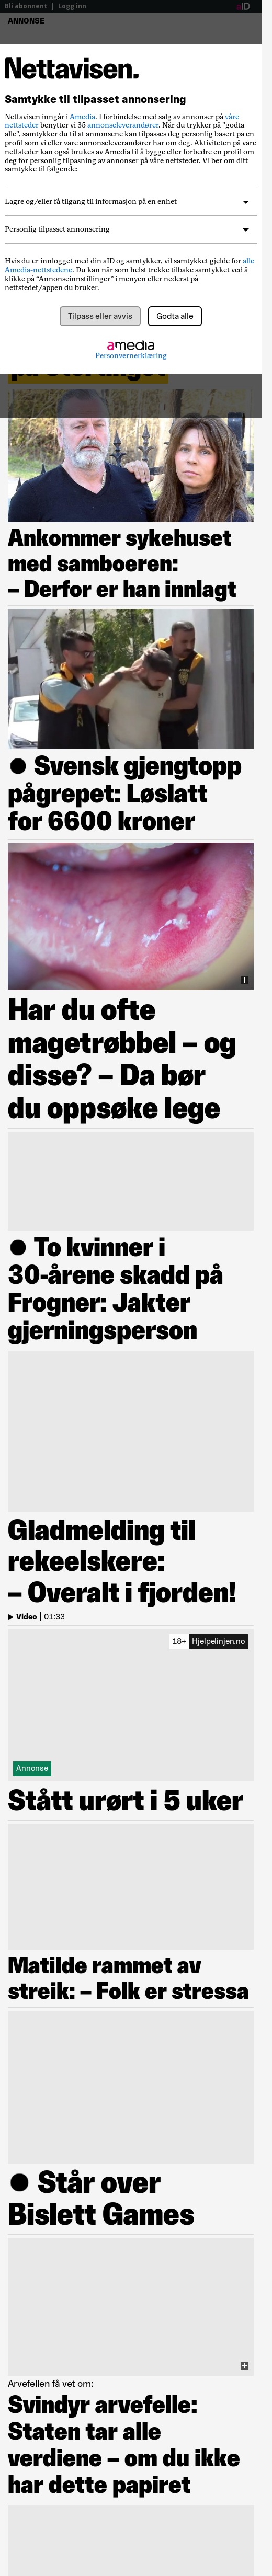 Bli abonnent | Logg inn
aID
ANNONSE
Nettavisen.
Samtykke til tilpasset annonsering
Nettavisen inngår i Amedia. I forbindelse med salg av annonser på våre
nettsteder benytter vi 35 annonseleverandører. Når du trykker på "godta
alle", samtykker du til at annonsene kan tilpasses deg personlig basert på en
profil som vi eller våre annonseleverandører har om deg. Aktiviteten på våre
nettsteder kan også brukes av Amedia til å bygge eller forbedre en profil om
deg for personlig tilpasning av annonser på våre nettsteder. Vi ber om ditt
samtykke til følgende:
Lagre og/eller få tilgang til informasjon på en enhet
Personlig tilpasset annonsering
Hvis du er innlogget med din aID og samtykker, vil samtykket gjelde for alle
Amedia-nettstedene. Du kan når som helst trekke tilbake samtykket ved å
klikke på “Annonseinnstillinger” i menyen eller nederst på
nettstedet/appen du bruker.
Tilpass eller avvis
Godta alle
amedia
Personvernerklæring
Ankommer sykehuset
med samboeren:
– Derfor er han innlagt
● Svensk gjengtopp
pågrepet: Løslatt
for 6600 kroner
Har du ofte
magetrøbbel – og
disse? – Da bør
du oppsøke lege
● To kvinner i
30-årene skadd på
Frogner: Jakter
gjerningsperson
Gladmelding til
rekeelskere:
– Overalt i fjorden!
Video | 01:33
18+ Hjelpelinjen.no
Annonse
Stått urørt i 5 uker
Matilde rammet av
streik: – Folk er stressa
● Står over
Bislett Games
Arvefellen få vet om:
Svindyr arvefelle:
Staten tar alle
verdiene – om du ikke
har dette papiret